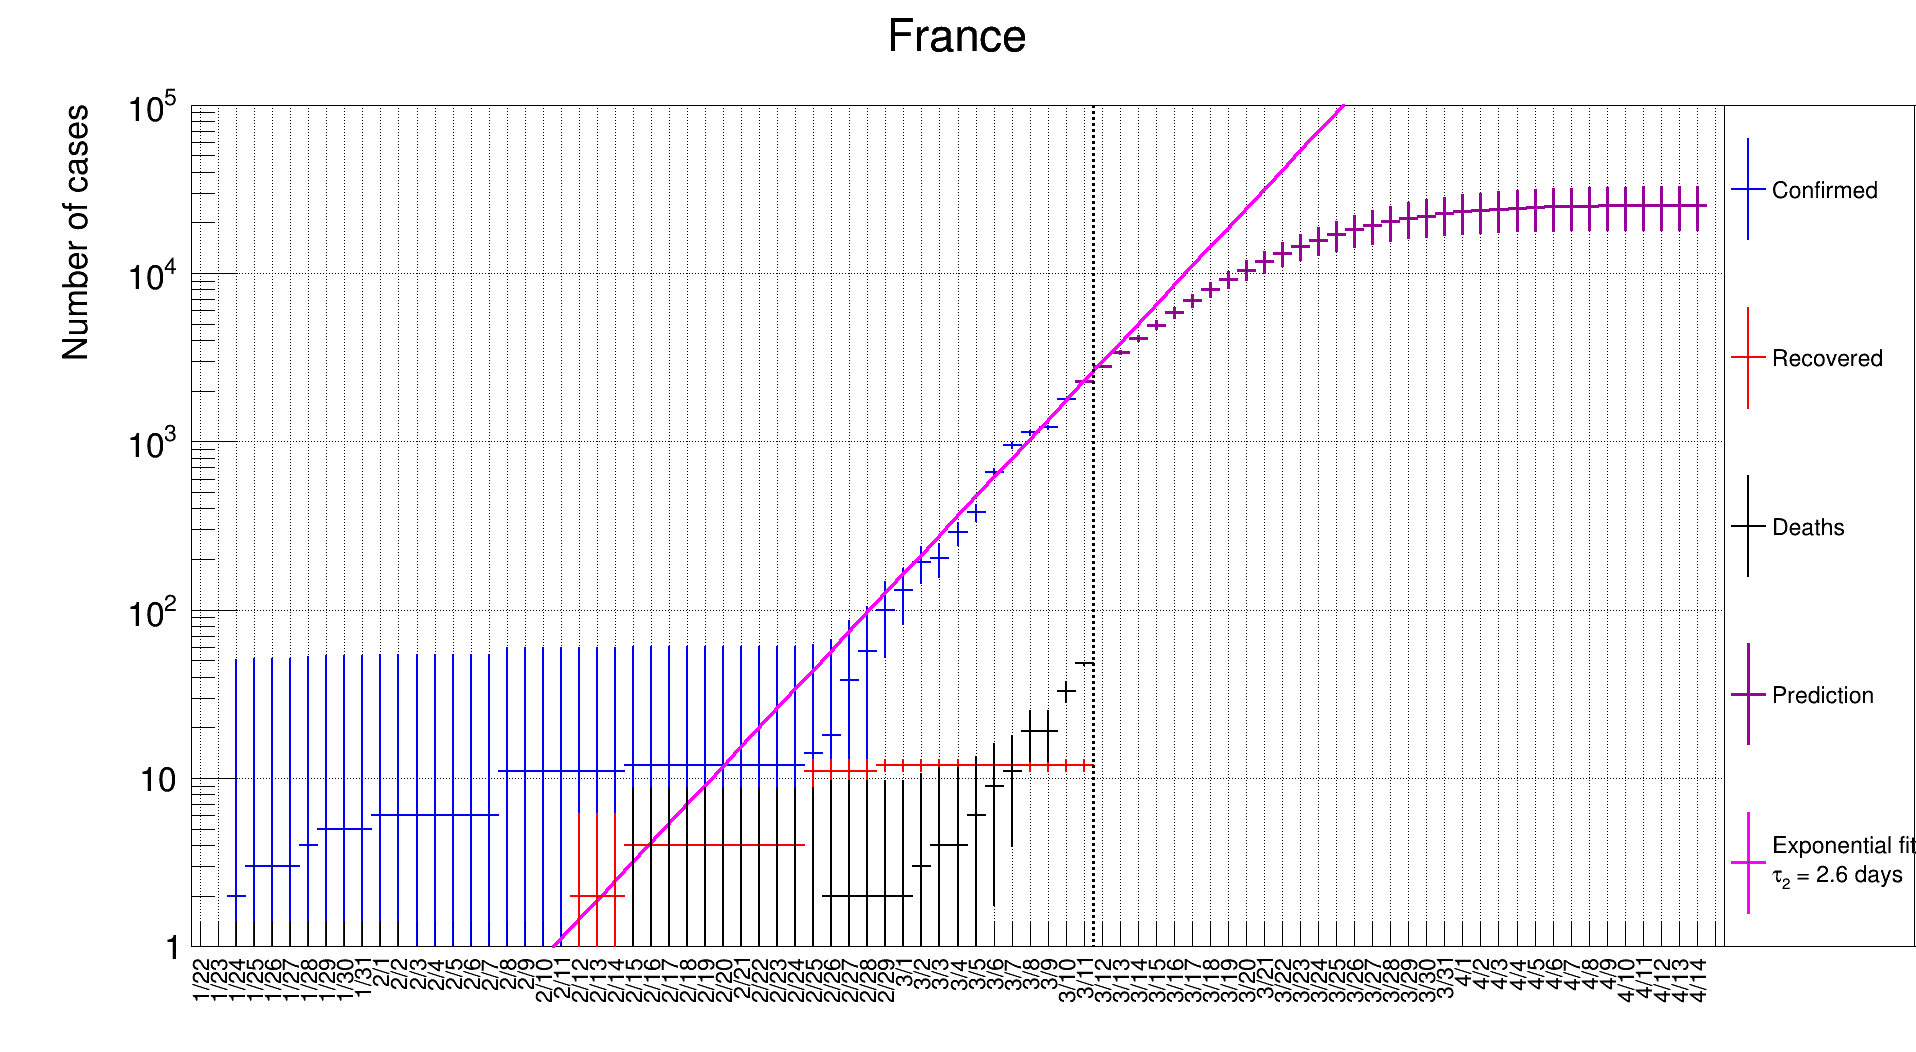 France
Number of cases
10^5
10^4
10^3
10^2
10
1
1/22 1/23 1/24 1/25 1/26 1/27 1/28 1/29 1/30 1/31 2/1 2/2 2/3 2/4 2/5 2/6 2/7 2/8 2/9 2/10 2/11 2/12 2/13 2/14 2/15 2/16 2/17 2/18 2/19 2/20 2/21 2/22 2/23 2/24 2/25 2/26 2/27 2/28 2/29 3/1 3/2 3/3 3/4 3/5 3/6 3/7 3/8 3/9 3/10 3/11 3/12 3/13 3/14 3/15 3/16 3/17 3/18 3/19 3/20 3/21 3/22 3/23 3/24 3/25 3/26 3/27 3/28 3/29 3/30 3/31 4/1 4/2 4/3 4/4 4/5 4/6 4/7 4/8 4/9 4/10 4/11 4/12 4/13 4/14
Confirmed
Recovered
Deaths
Prediction
Exponential fit
τ2 = 2.6 days